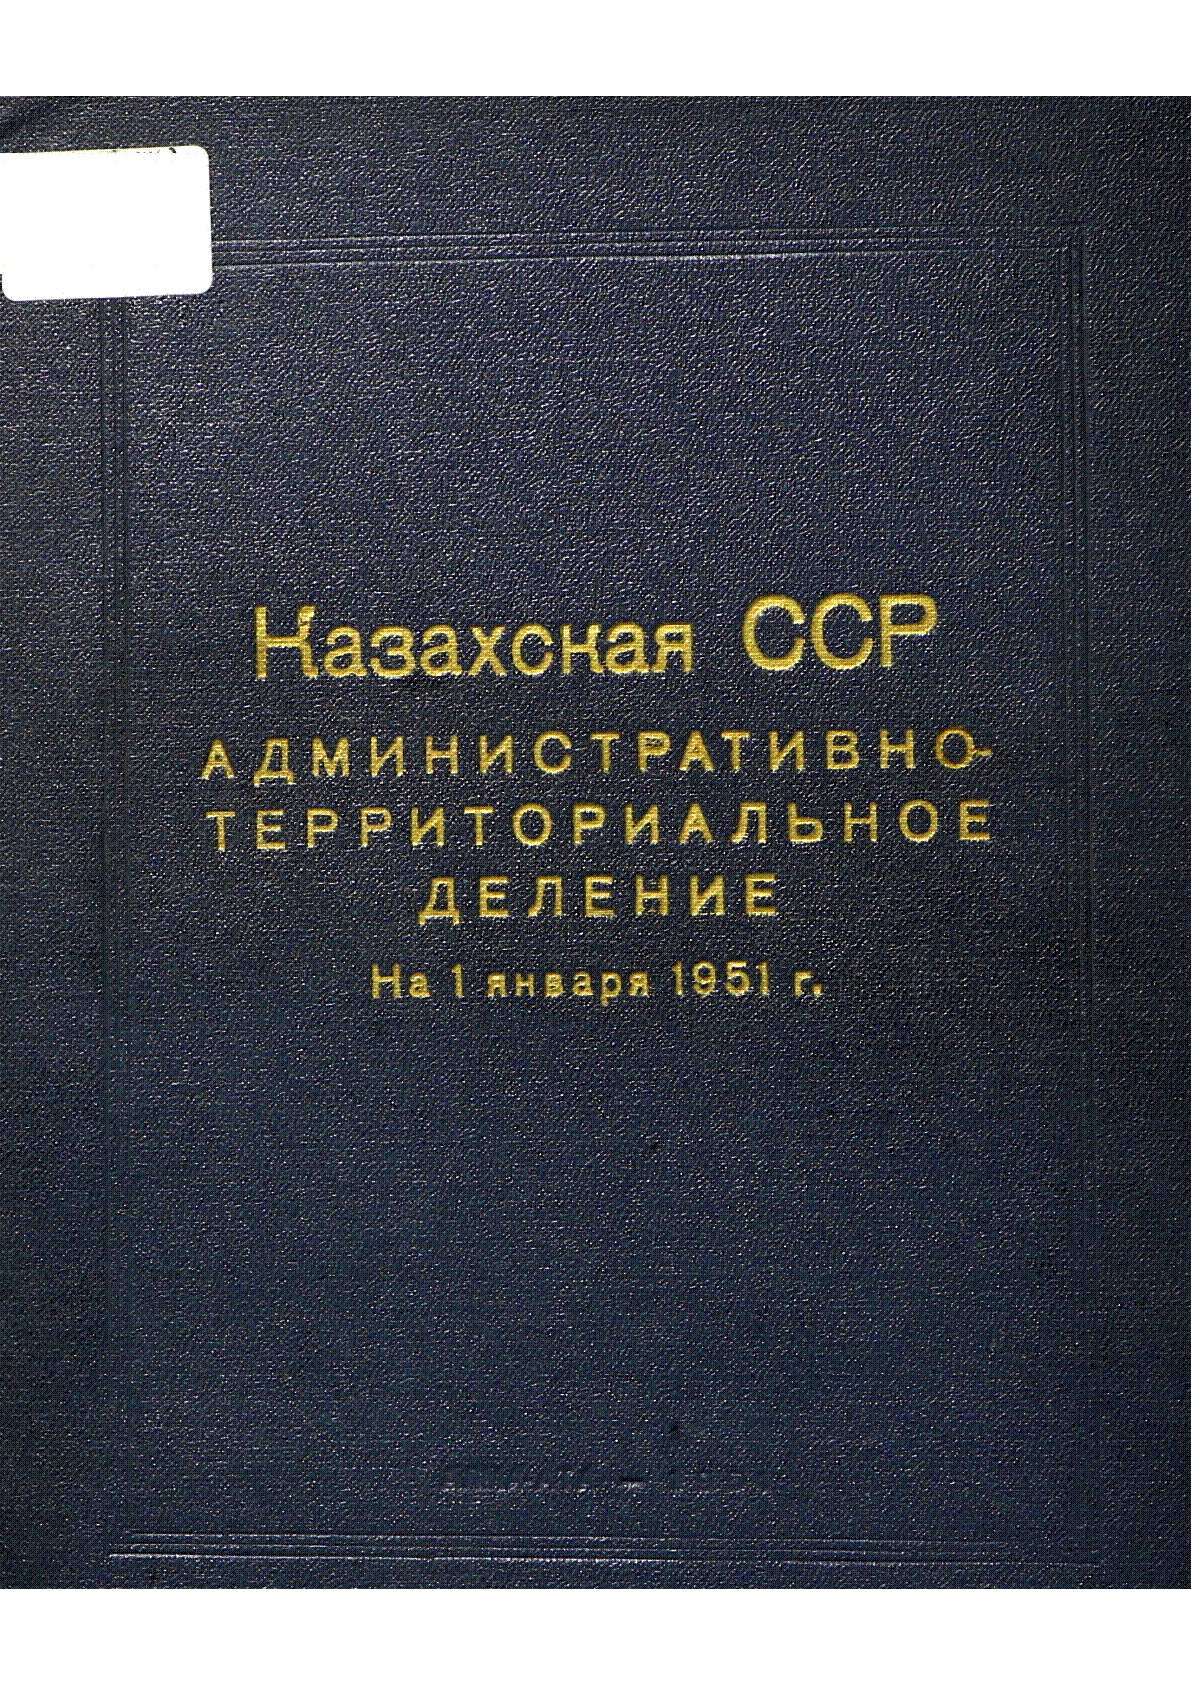 Казахская ССР
АДМИНИСТРАТИВНО-
ТЕРРИТОРИАЛЬНОЕ
ДЕЛЕНИЕ
На 1 января 1951 г.